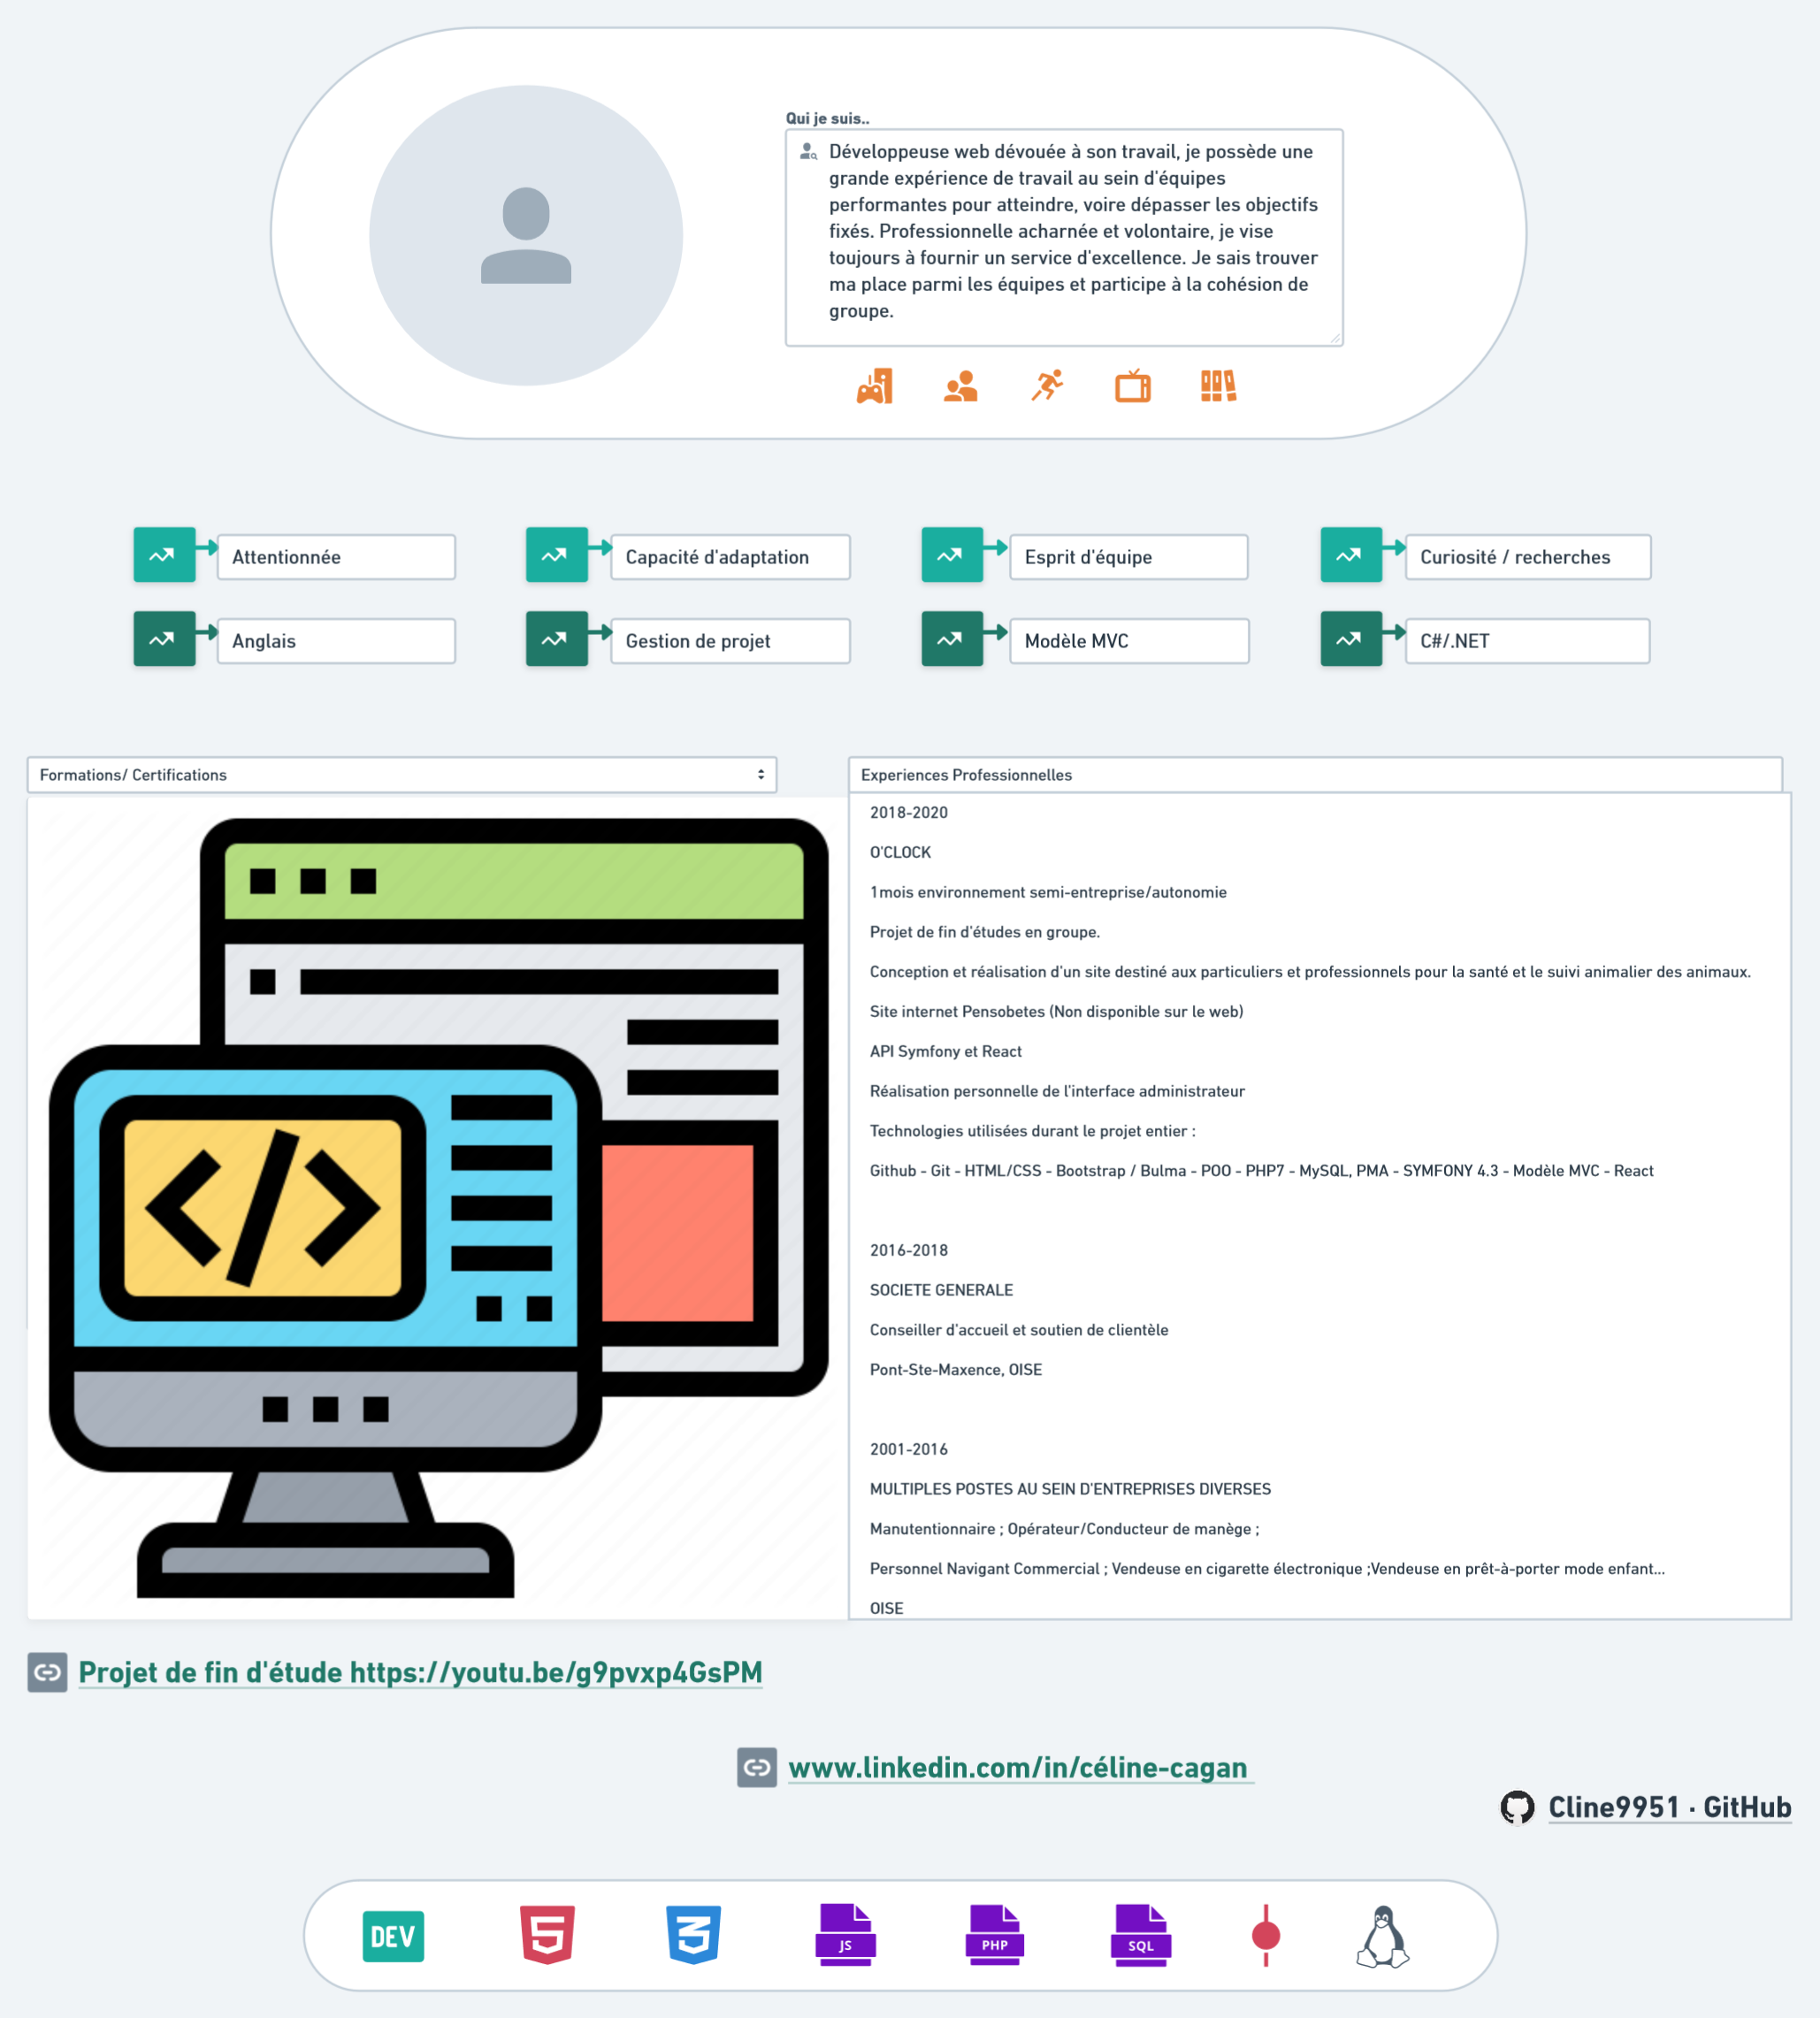 Qui je suis..
Développeuse web dévouée à son travail, je possède une
grande expérience de travail au sein d'équipes
performantes pour atteindre, voire dépasser les objectifs
fixés. Professionnelle acharnée et volontaire, je vise
toujours à fournir un service d'excellence. Je sais trouver
ma place parmi les équipes et participe à la cohésion de
groupe.
Attentionnée
Capacité d'adaptation
Esprit d'équipe
Curiosité / recherches
Anglais
Gestion de projet
Modèle MVC
C#/.NET
Formations/ Certifications
Experiences Professionnelles
2018-2020
O'CLOCK
1mois environnement semi-entreprise/autonomie
Projet de fin d'études en groupe.
Conception et réalisation d'un site destiné aux particuliers et professionnels pour la santé et le suivi animalier des animaux.
Site internet Pensobetes (Non disponible sur le web)
API Symfony et React
Réalisation personnelle de l'interface administrateur
Technologies utilisées durant le projet entier :
Github - Git - HTML/CSS - Bootstrap / Bulma - POO - PHP7 - MySQL, PMA - SYMFONY 4.3 - Modèle MVC - React
2016-2018
SOCIETE GENERALE
Conseiller d'accueil et soutien de clientèle
Pont-Ste-Maxence, OISE
2001-2016
MULTIPLES POSTES AU SEIN D'ENTREPRISES DIVERSES
Manutentionnaire ; Opérateur/Conducteur de manège ;
Personnel Navigant Commercial ; Vendeuse en cigarette électronique ;Vendeuse en prêt-à-porter mode enfant...
OISE
</>
Projet de fin d'étude https://youtu.be/g9pvxp4GsPM
www.linkedin.com/in/céline-cagan
Cline9951 · GitHub
DEV
5
3
JS
PHP
SQL